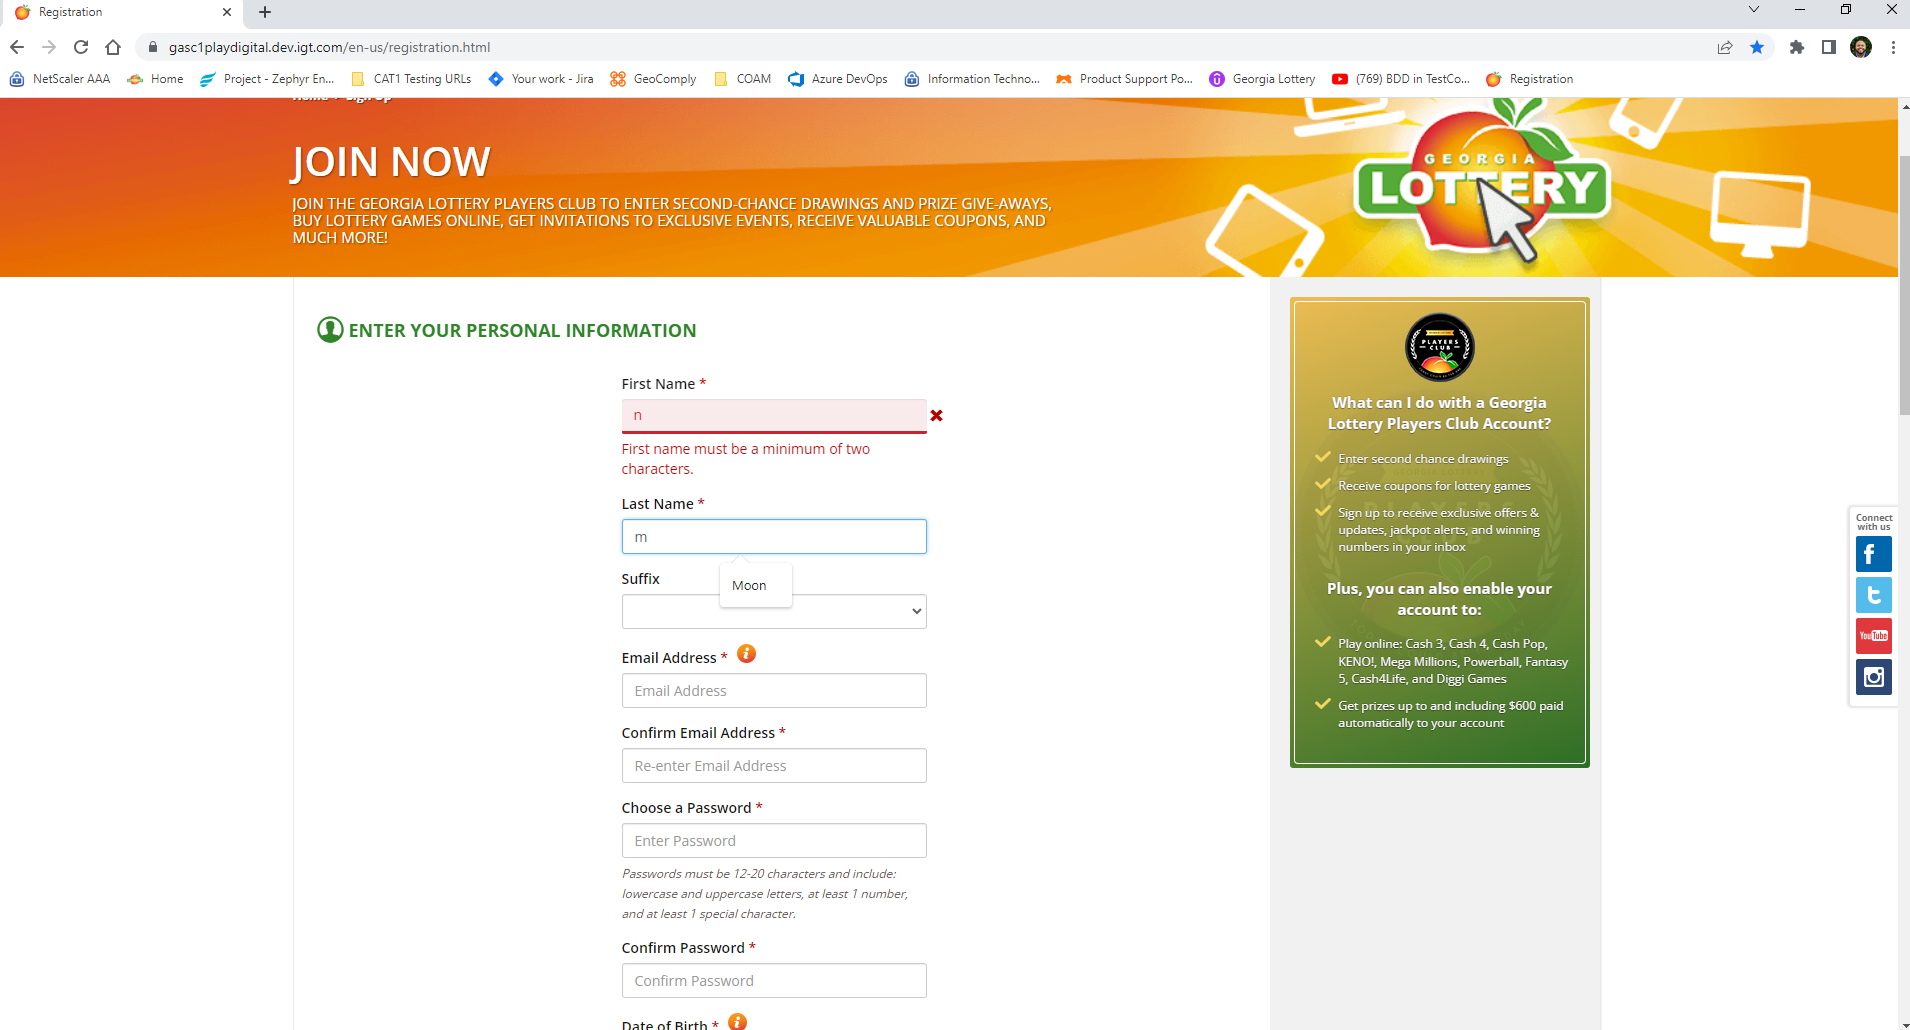 Registration
gasc1playdigital.dev.igt.com/en-us/registration.html
NetScaler AAA
Home
Project - Zephyr En...
CAT1 Testing URLs
Your work - Jira
GeoComply
COAM
Azure DevOps
Information Techno...
Product Support Po...
Georgia Lottery
(769) BDD in TestCo...
Registration
JOIN NOW
JOIN THE GEORGIA LOTTERY PLAYERS CLUB TO ENTER SECOND-CHANCE DRAWINGS AND PRIZE GIVE-AWAYS,
BUY LOTTERY GAMES ONLINE, GET INVITATIONS TO EXCLUSIVE EVENTS, RECEIVE VALUABLE COUPONS, AND
MUCH MORE!
GEORGIA
LOTTERY
ENTER YOUR PERSONAL INFORMATION
First Name *
n
First name must be a minimum of two
characters.
Last Name *
m
Moon
Suffix
Email Address *
Email Address
Confirm Email Address *
Re-enter Email Address
Choose a Password *
Enter Password
Passwords must be 12-20 characters and include:
lowercase and uppercase letters, at least 1 number,
and at least 1 special character.
Confirm Password *
Confirm Password
Date of Birth *
PLAYERS
CLUB
What can I do with a Georgia
Lottery Players Club Account?
Enter second chance drawings
Receive coupons for lottery games
Sign up to receive exclusive offers &
updates, jackpot alerts, and winning
numbers in your inbox
Plus, you can also enable your
account to:
Play online: Cash 3, Cash 4, Cash Pop,
KENO!, Mega Millions, Powerball, Fantasy
5, Cash4Life, and Diggi Games
Get prizes up to and including $600 paid
automatically to your account
Connect
with us
YouTube